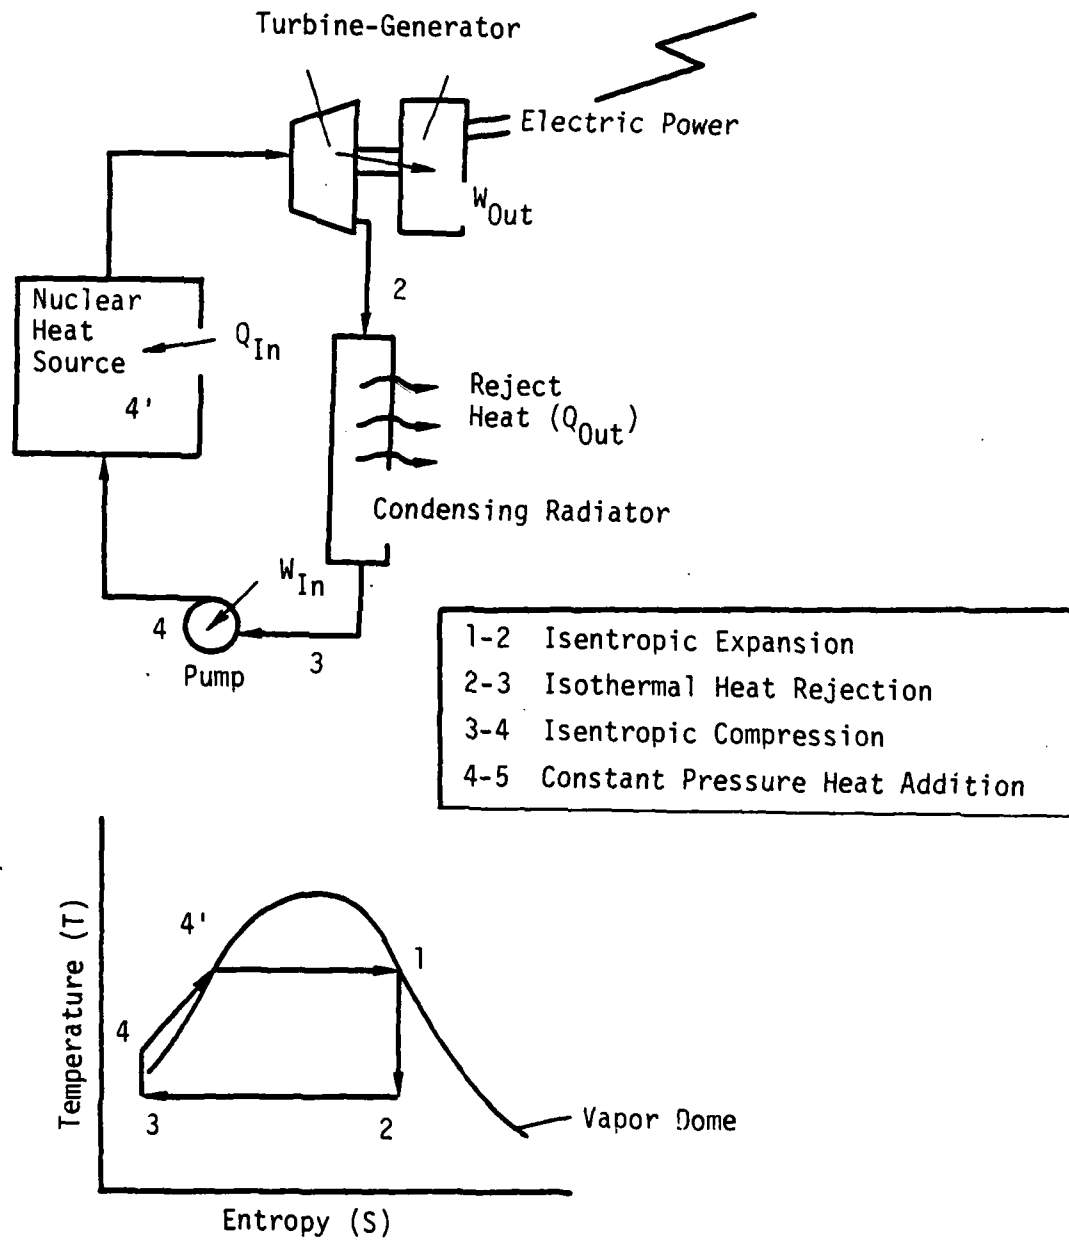 Turbine-Generator
Electric Power
W Out
2
Nuclear
Heat
Source
4'
Q In
Reject
Heat (Q Out)
Condensing Radiator
W In
4
3
Pump
1-2 Isentropic Expansion
2-3 Isothermal Heat Rejection
3-4 Isentropic Compression
4-5 Constant Pressure Heat Addition
Temperature (T)
4'
1
4
3
2
Vapor Dome
Entropy (S)